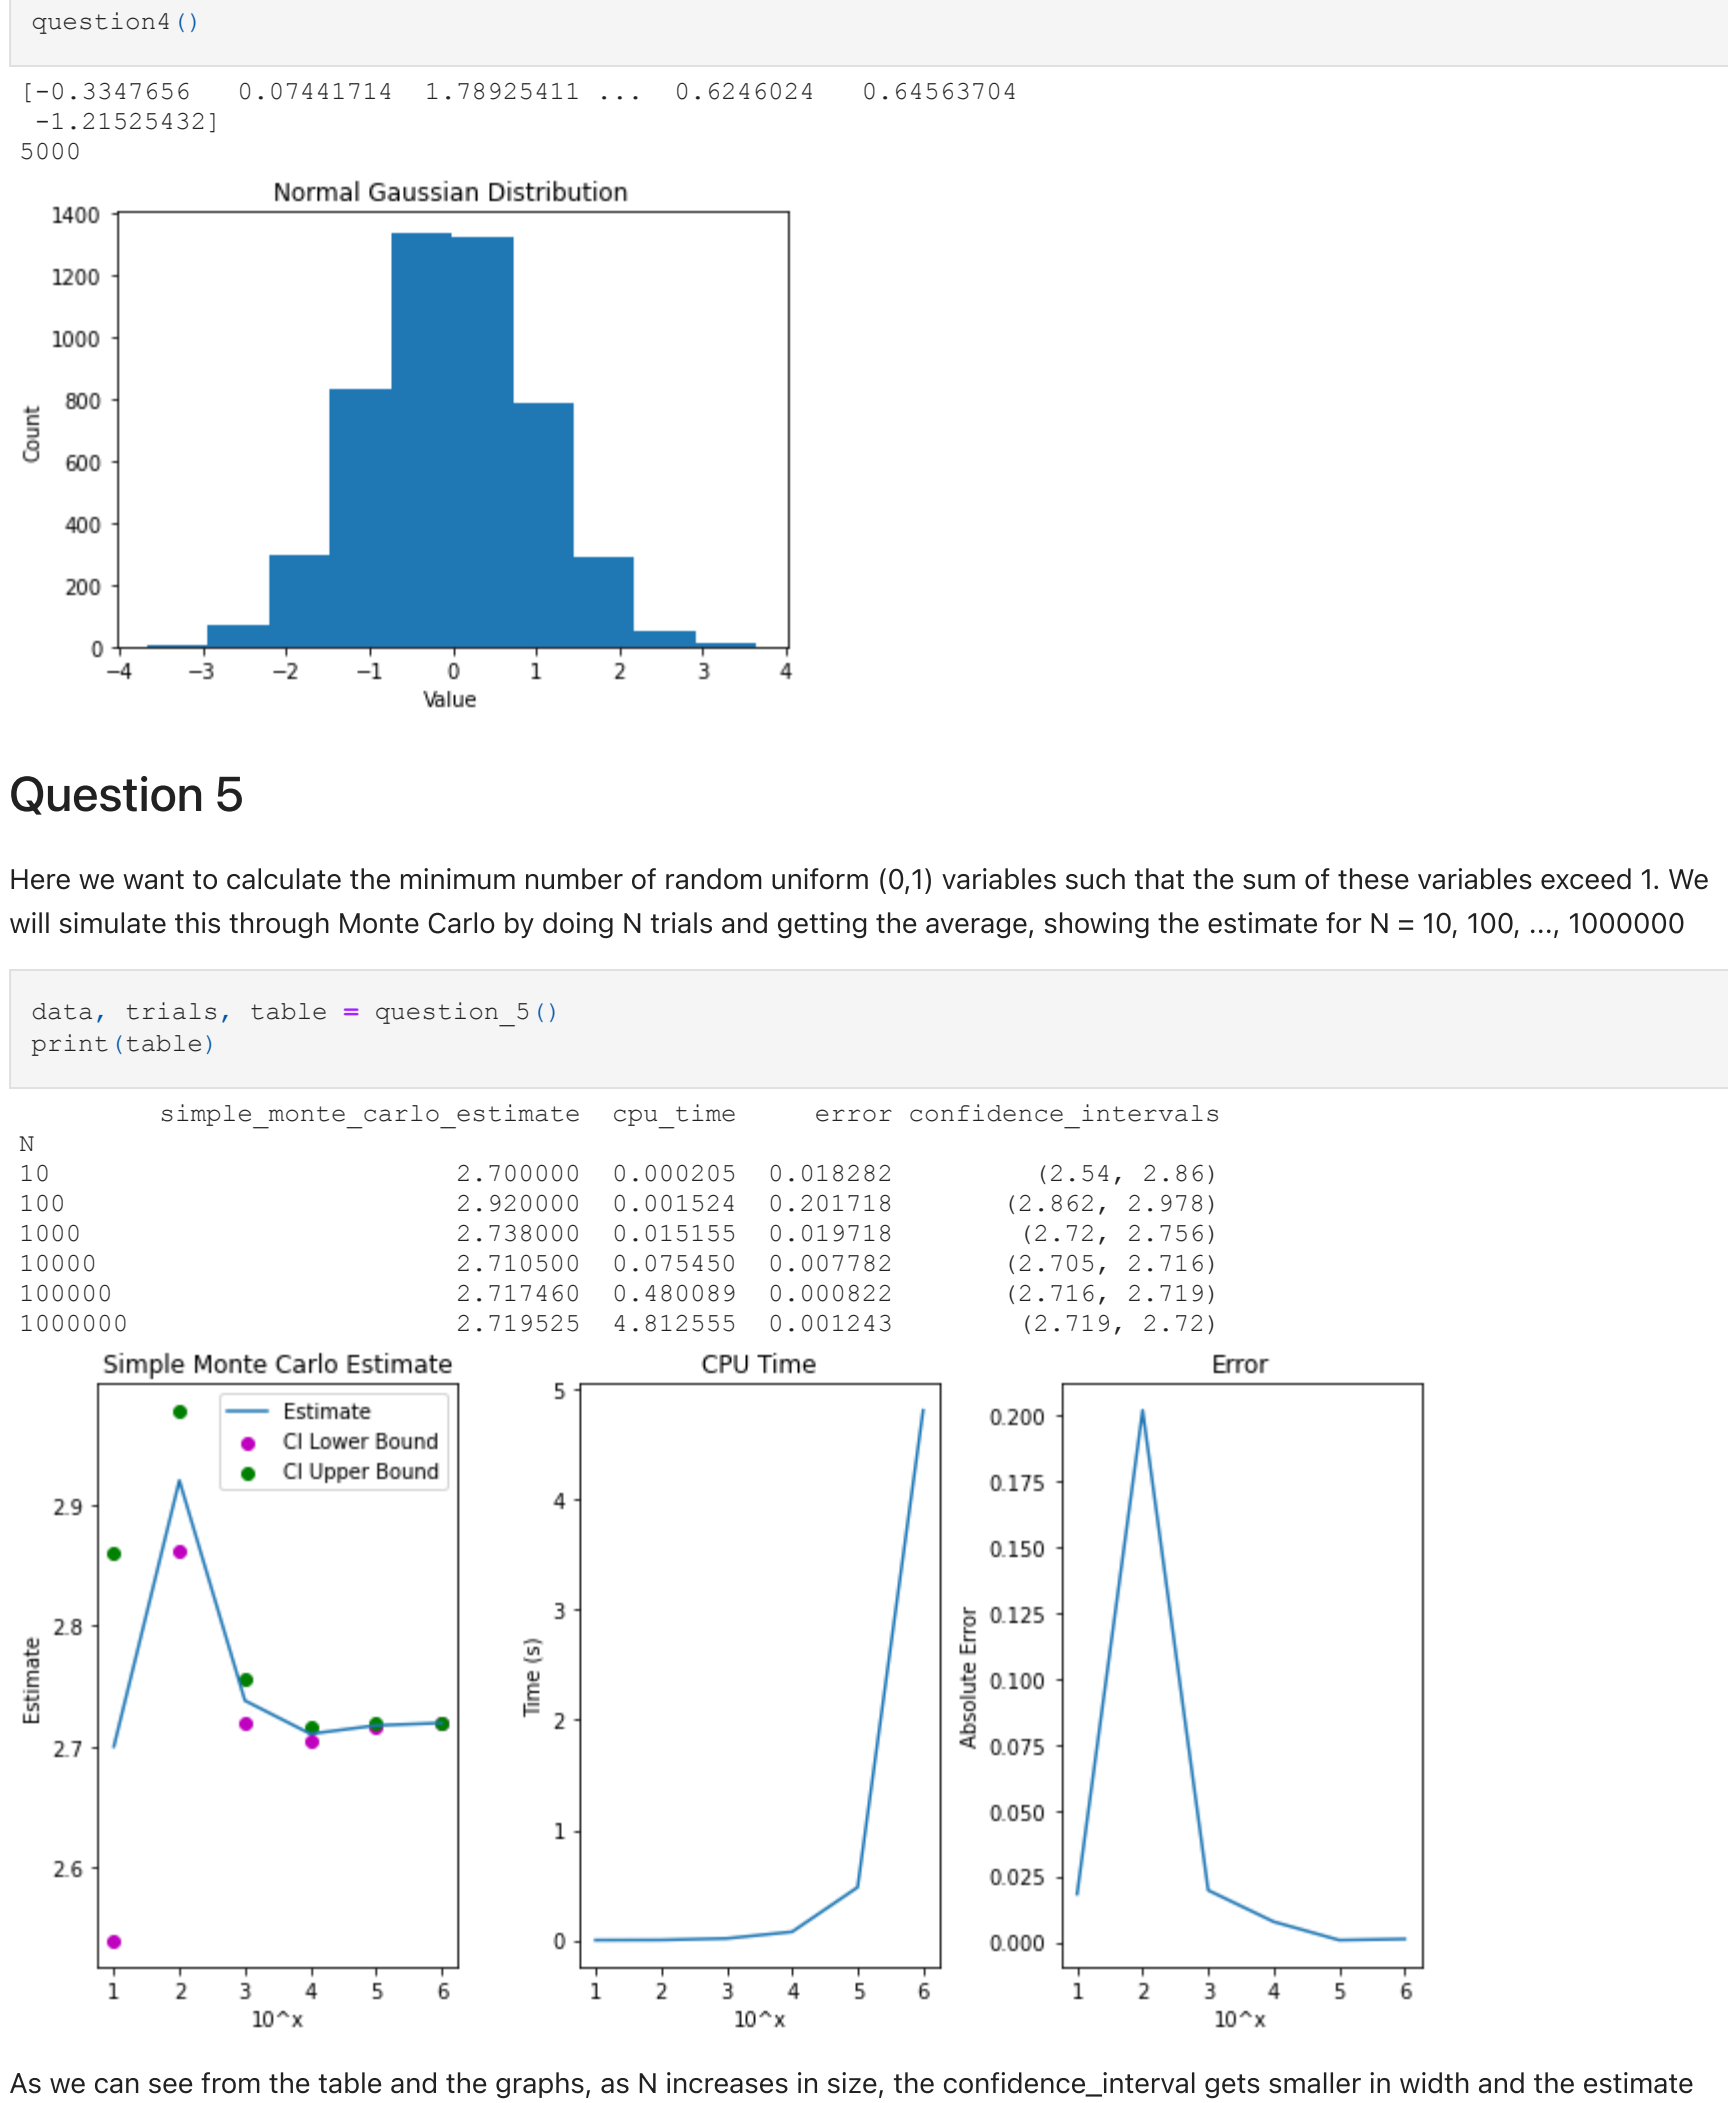 question4()
[-0.3347656   0.07441714  1.78925411 ...  0.6246024   0.64563704
 -1.21525432]
5000
Normal Gaussian Distribution
1400
1200
1000
800
600
400
200
0
Count
−4 −3 −2 −1 0 1 2 3 4
Value
Question 5
Here we want to calculate the minimum number of random uniform (0,1) variables such that the sum of these variables exceed 1. We
will simulate this through Monte Carlo by doing N trials and getting the average, showing the estimate for N = 10, 100, ..., 1000000
data, trials, table = question_5()
print(table)
simple_monte_carlo_estimate  cpu_time     error confidence_intervals
N
10 2.700000  0.000205  0.018282 (2.54, 2.86)
100 2.920000  0.001524  0.201718 (2.862, 2.978)
1000 2.738000  0.015155  0.019718 (2.72, 2.756)
10000 2.710500  0.075450  0.007782 (2.705, 2.716)
100000 2.717460  0.480089  0.000822 (2.716, 2.719)
1000000 2.719525  4.812555  0.001243 (2.719, 2.72)
Simple Monte Carlo Estimate
Estimate
CI Lower Bound
CI Upper Bound
2.9
2.8
2.7
2.6
Estimate
1 2 3 4 5 6
10^x
CPU Time
5
4
3
2
1
0
Time (s)
1 2 3 4 5 6
10^x
Error
0.200
0.175
0.150
0.125
0.100
0.075
0.050
0.025
0.000
Absolute Error
1 2 3 4 5 6
10^x
As we can see from the table and the graphs, as N increases in size, the confidence_interval gets smaller in width and the estimate